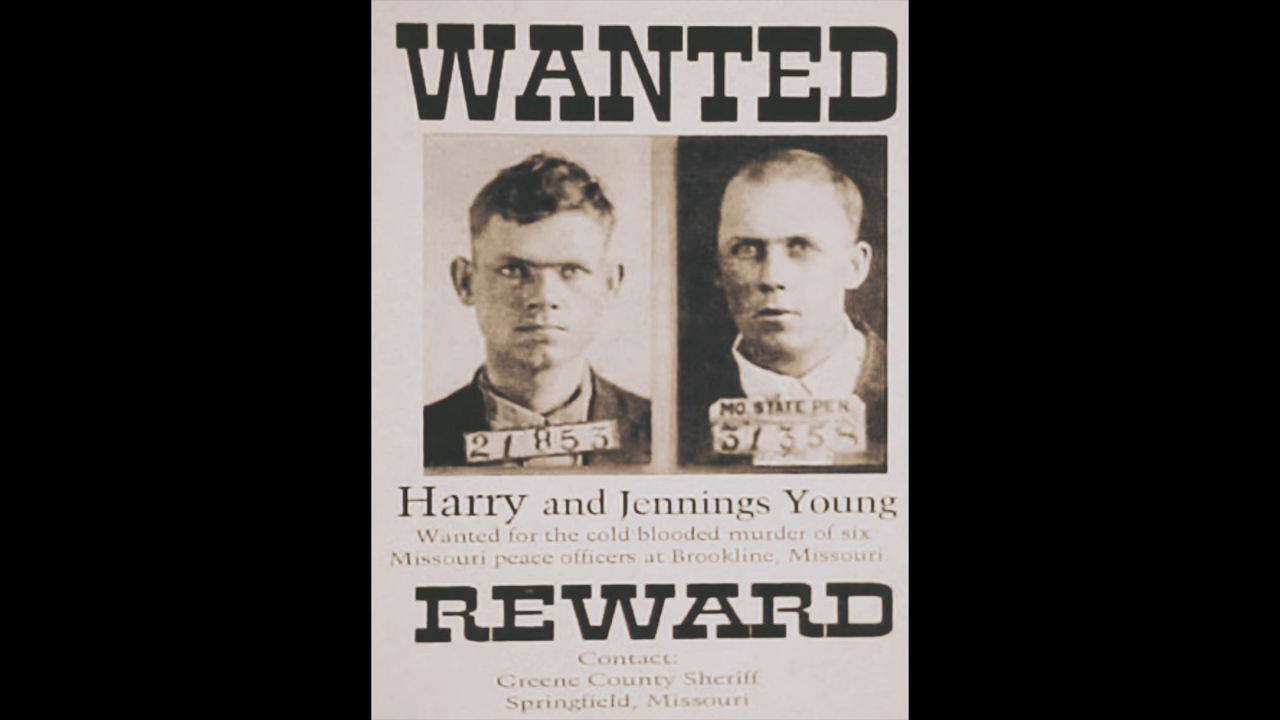 WANTED
21853
MO. STATE PEN.
31358
Harry and Jennings Young
Wanted for the cold blooded murder of six
Missouri peace officers at Brookline, Missouri.
REWARD
Contact:
Greene County Sheriff
Springfield, Missouri